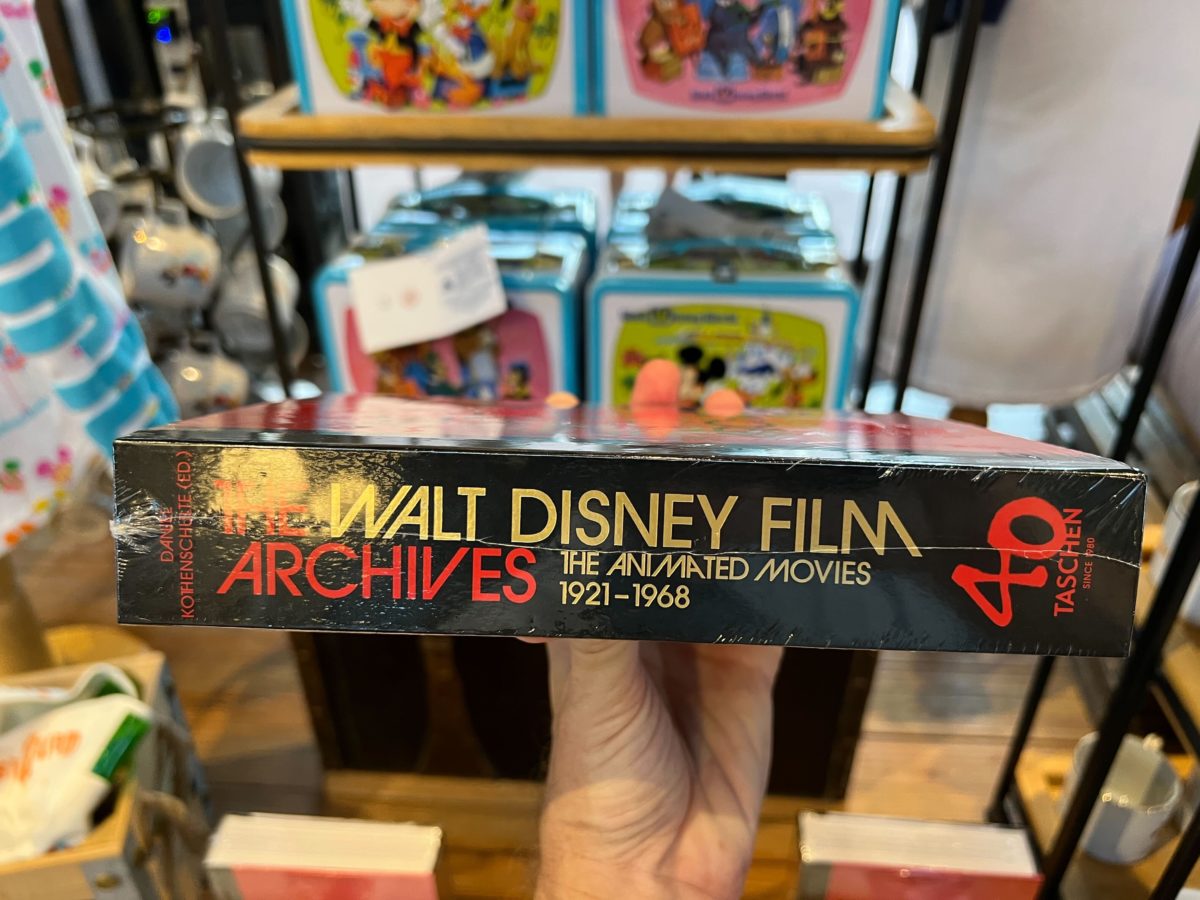 DANIEL
KOTHENSCHULTE (ED.)
THE WALT DISNEY FILM
ARCHIVES
THE ANIMATED MOVIES
1921–1968
40
TASCHEN
SINCE 1980